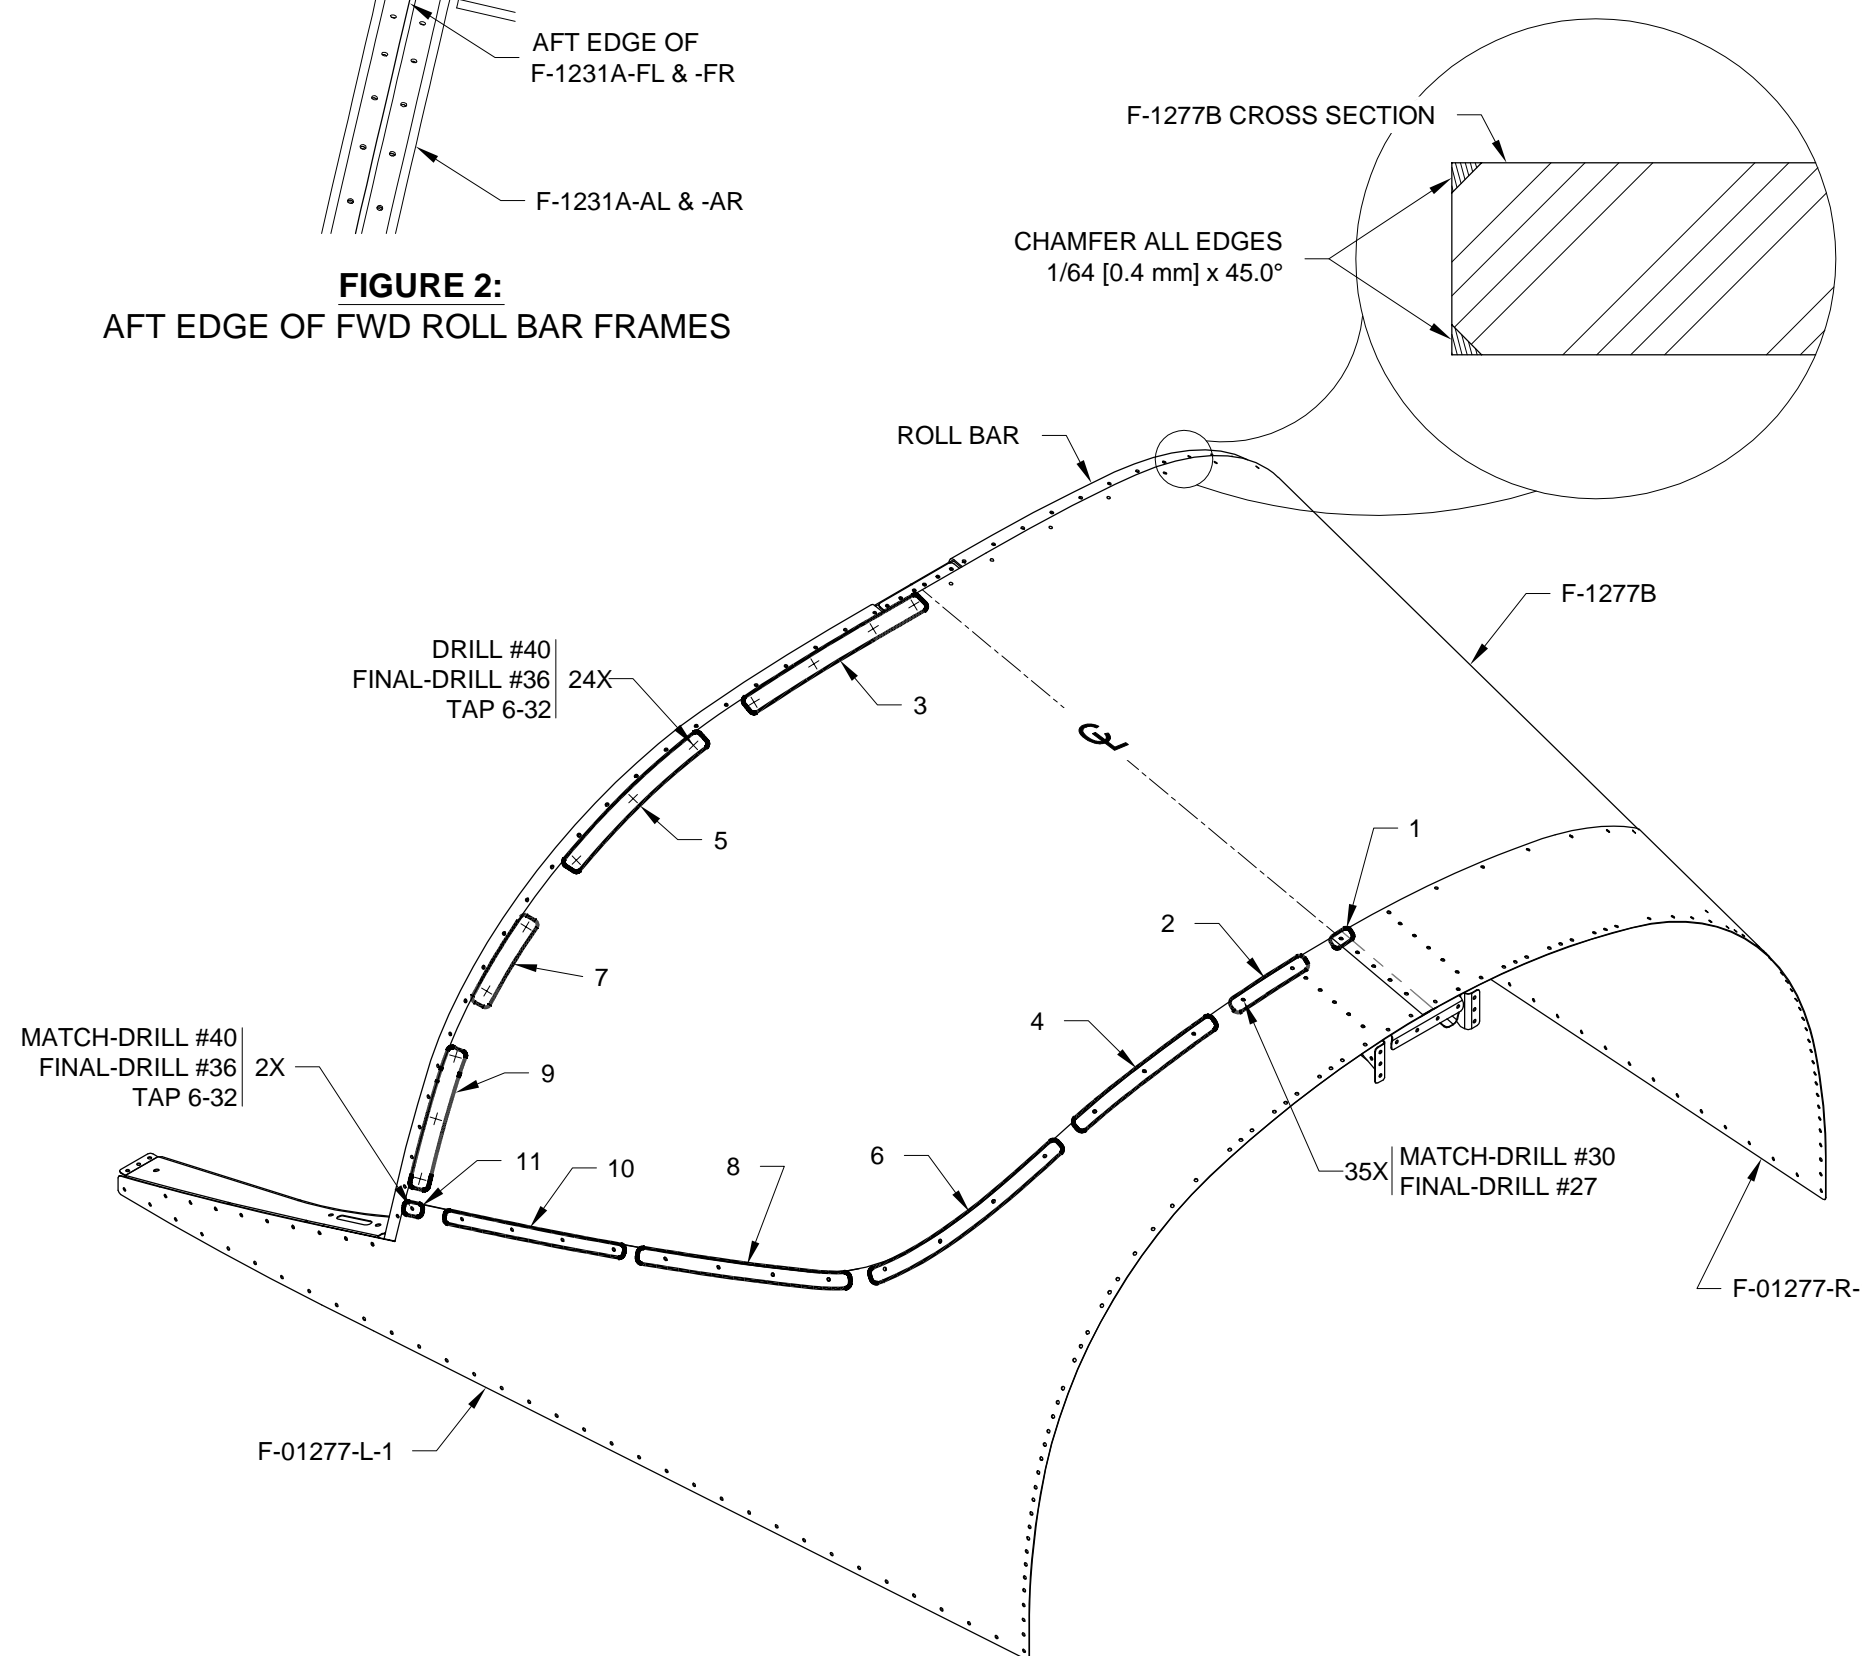 AFT EDGE OF
F-1231A-FL & -FR
F-1231A-AL & -AR
FIGURE 2:
AFT EDGE OF FWD ROLL BAR FRAMES
F-1277B CROSS SECTION
CHAMFER ALL EDGES
1/64 [0.4 mm] x 45.0°
ROLL BAR
F-1277B
DRILL #40
FINAL-DRILL #36
TAP 6-32
24X
3
5
1
2
7
4
MATCH-DRILL #40
FINAL-DRILL #36
TAP 6-32
2X
9
11
10
8
6
35X
MATCH-DRILL #30
FINAL-DRILL #27
F-01277-R-
F-01277-L-1